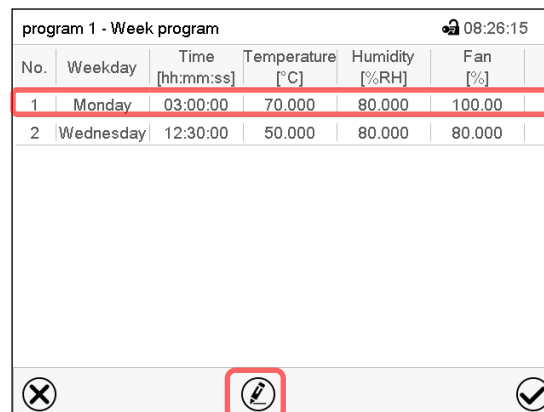 program 1 - Week program 08:26:15
No. Weekday Time [hh:mm:ss] Temperature [°C] Humidity [%RH] Fan [%]
1 Monday 03:00:00 70.000 80.000 100.00
2 Wednesday 12:30:00 50.000 80.000 80.000